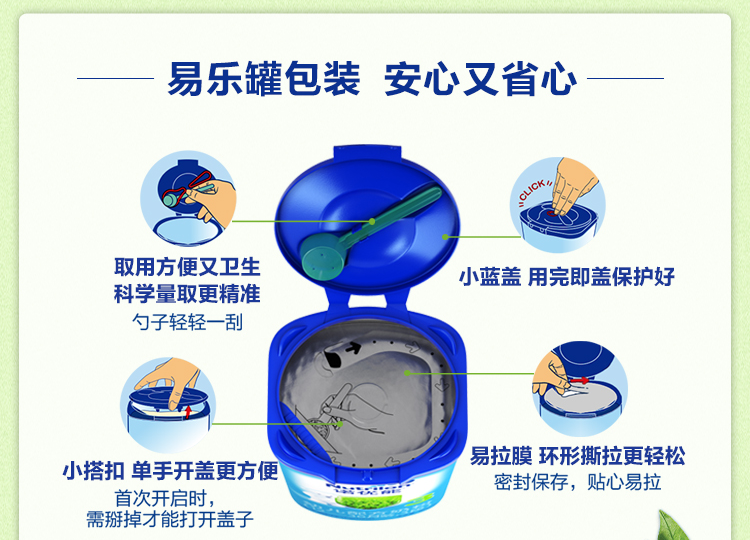 易乐罐包装 安心又省心
CLICK
取用方便又卫生
科学量取更精准
勺子轻轻一刮
小蓝盖 用完即盖保护好
小搭扣 单手开盖更方便
首次开启时，
需掰掉才能打开盖子
易拉膜 环形撕拉更轻松
密封保存，贴心易拉
Nutrilon
诺优能